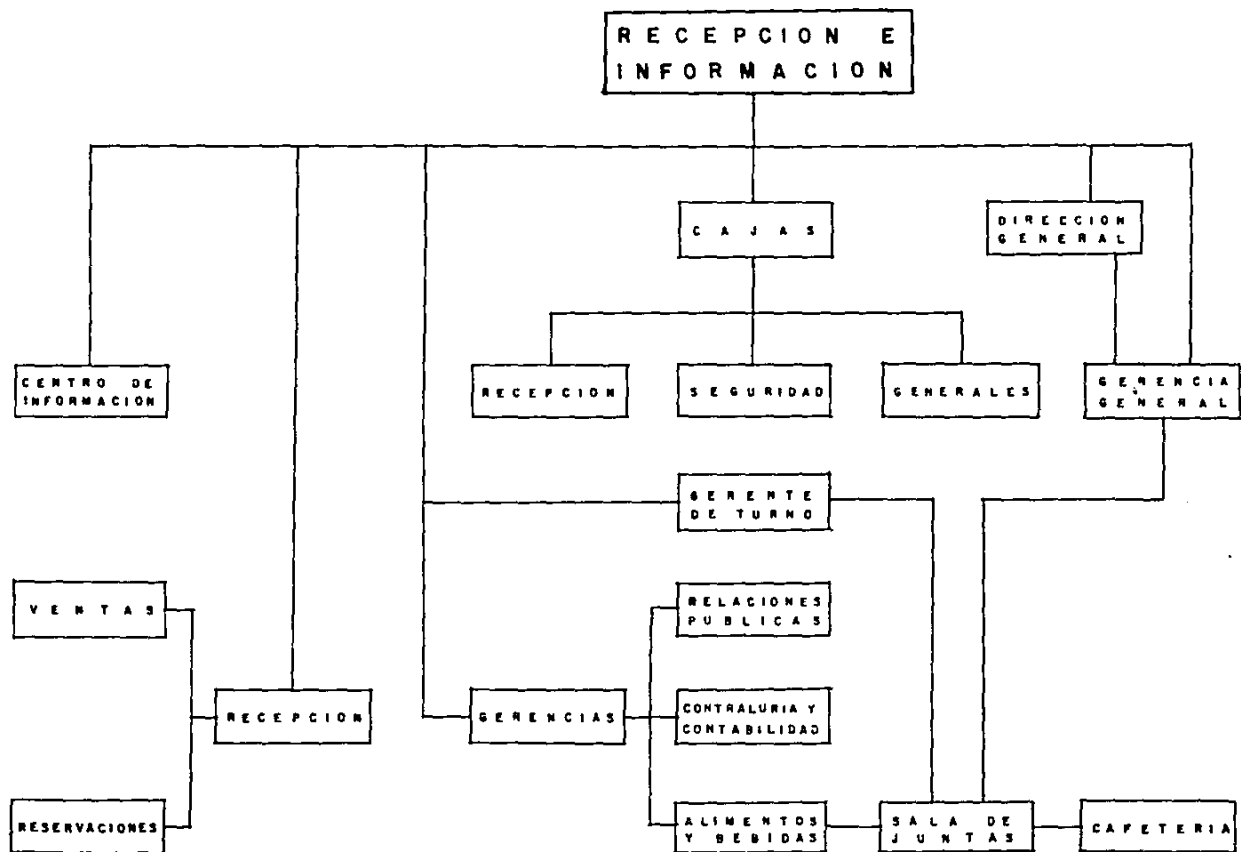 RECEPCION E
INFORMACION
CAJAS
DIRECCION
GENERAL
CENTRO DE
INFORMACION
RECEPCION
SEGURIDAD
GENERALES
GERENCIA
GENERAL
GERENTE
DE TURNO
VENTAS
RELACIONES
PUBLICAS
RECEPCION
GERENCIAS
CONTRALURIA Y
CONTABILIDAD
RESERVACIONES
ALIMENTOS
Y BEBIDAS
SALA DE
JUNTAS
CAFETERIA